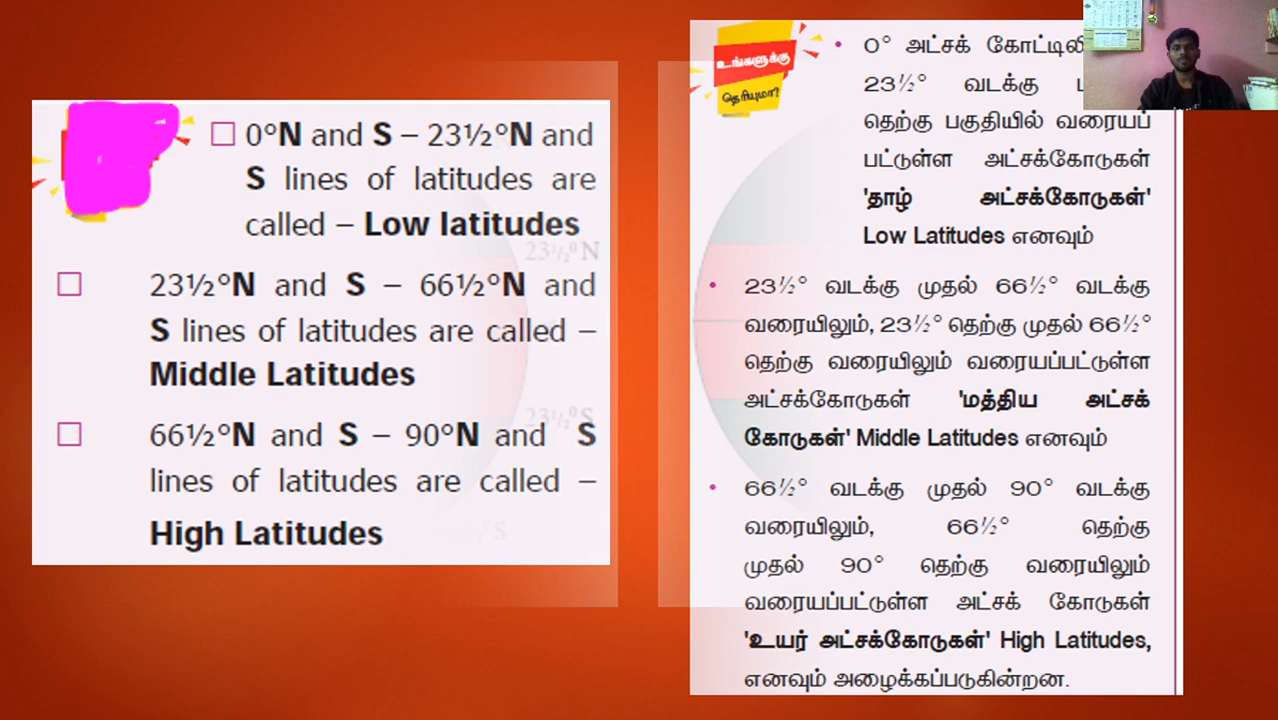 0°N and S – 23½°N and
S lines of latitudes are
called – Low latitudes
23½°N and S – 66½°N and
S lines of latitudes are called –
Middle Latitudes
66½°N and S – 90°N and S
lines of latitudes are called –
High Latitudes
23½⁰N
23½⁰S
உங்களுக்கு
தெரியுமா?
0° அட்சக்
23½° வடக்கு
தெற்கு பகுதியில் வரையப்
பட்டுள்ள அட்சக்கோடுகள்
'தாழ் அட்சக்கோடுகள்'
Low Latitudes எனவும்
23½° வடக்கு முதல் 66½° வடக்கு
வரையிலும், 23½° தெற்கு முதல் 66½°
தெற்கு வரையிலும் வரையப்பட்டுள்ள
அட்சக்கோடுகள் 'மத்திய அட்சக்
கோடுகள்' Middle Latitudes எனவும்
66½° வடக்கு முதல் 90° வடக்கு
வரையிலும், 66½° தெற்கு
முதல் 90° தெற்கு வரையிலும்
வரையப்பட்டுள்ள அட்சக் கோடுகள்
'உயர் அட்சக்கோடுகள்' High Latitudes,
எனவும் அழைக்கப்படுகின்றன.